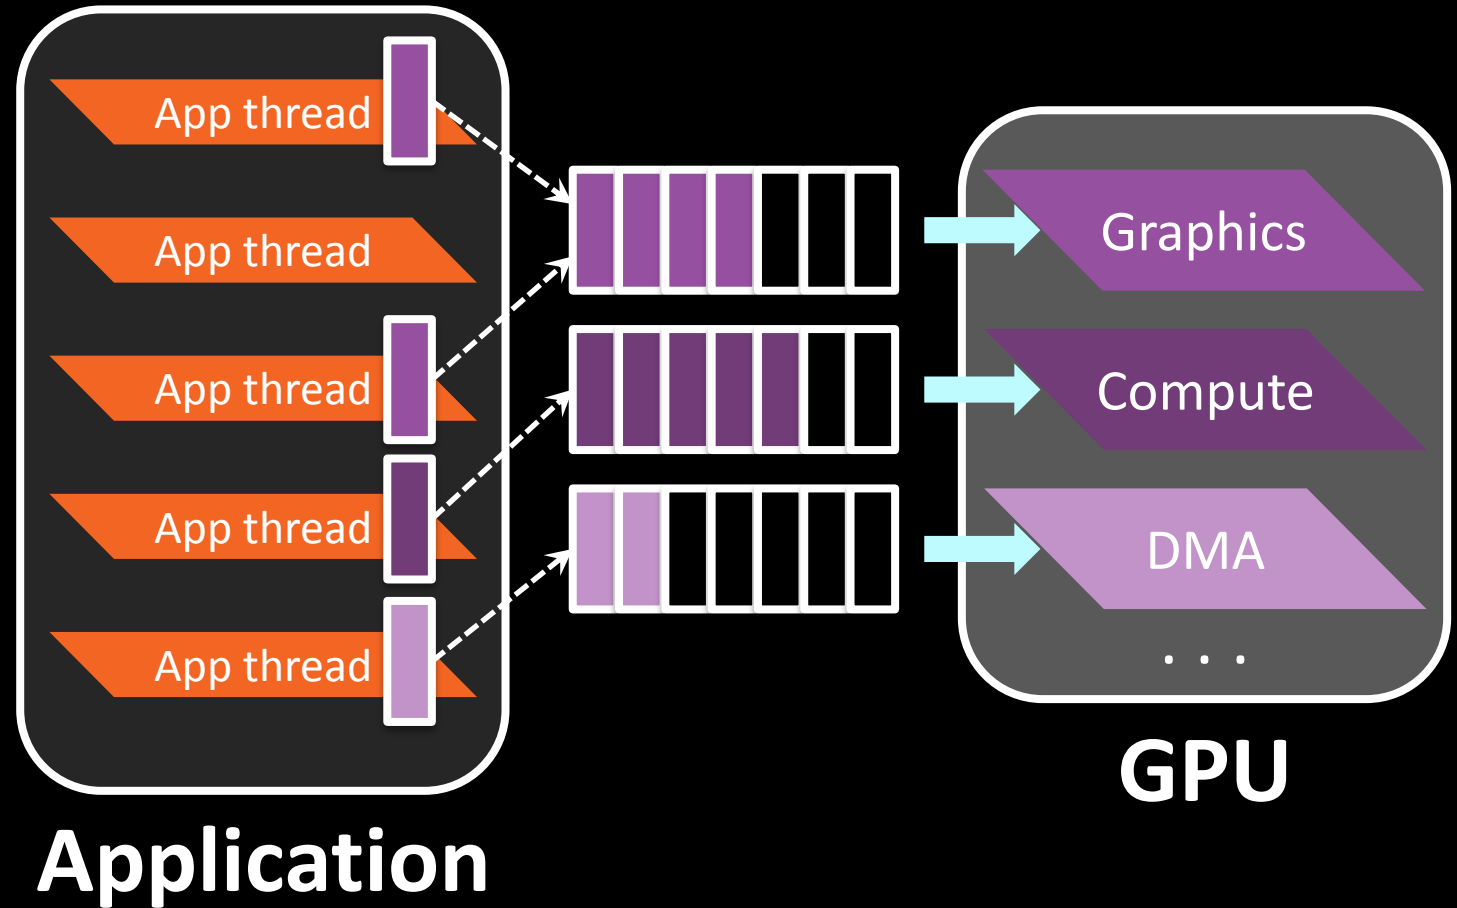 App thread
App thread
App thread
App thread
App thread
Application
Graphics
Compute
DMA
. . .
GPU